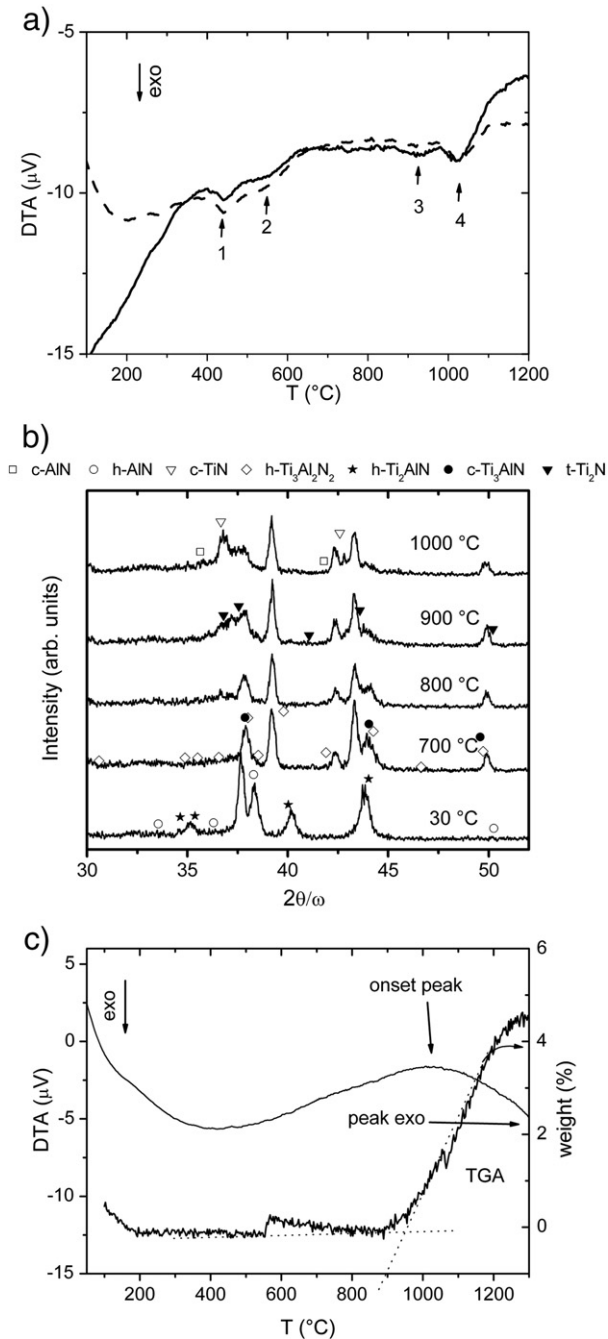 a)
-5
exo
DTA (µV)
-10
1
2
3
4
-15
200 400 600 800 1000 1200
T (°C)
b)
□ c-AlN ○ h-AlN ▽ c-TiN ◇ h-Ti₃Al₂N₂ ★ h-Ti₂AlN ● c-Ti₃AlN ▼ t-Ti₂N
Intensity (arb. units)
1000 °C
900 °C
800 °C
700 °C
30 °C
30 35 40 45 50
2θ/ω
c)
5
0
-5
-10
-15
DTA (µV)
exo
onset peak
peak exo
TGA
6
4
2
0
weight (%)
200 400 600 800 1000 1200
T (°C)